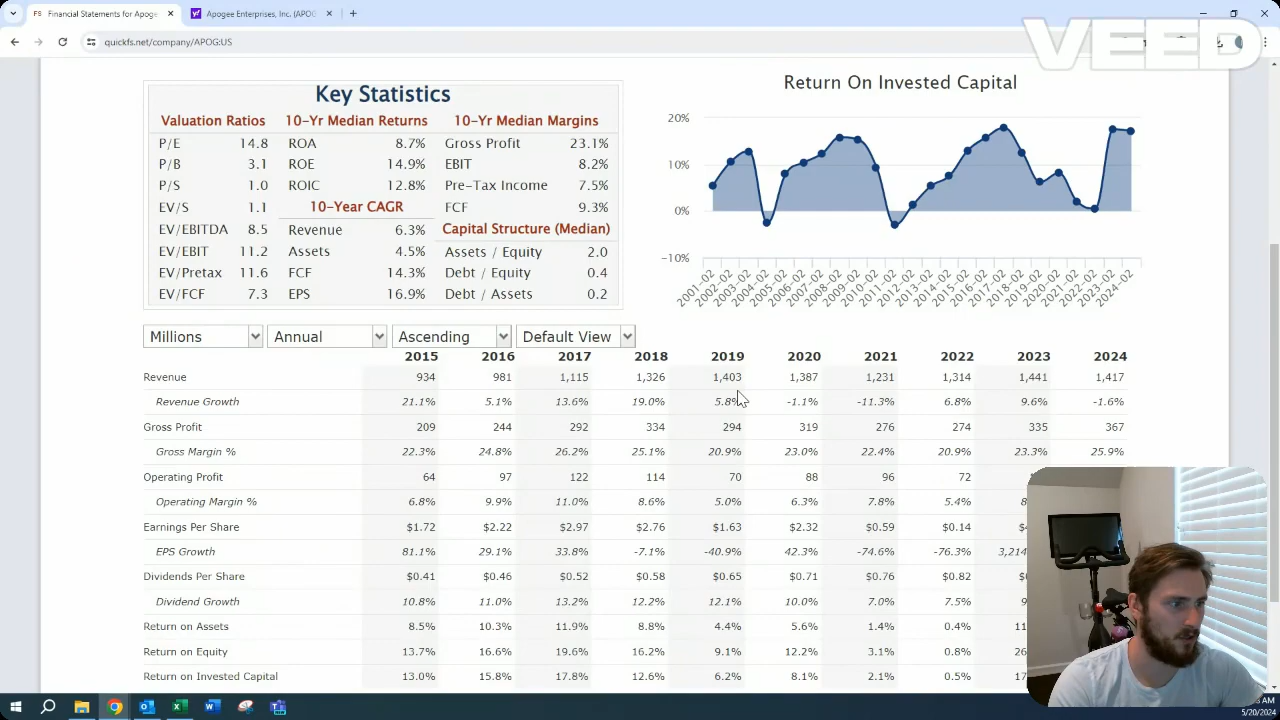 FS Financial Statements for Apoge ×
Apogee Enterprises, Inc. (APOG ×
quickfs.net/company/APOG:US
VEED
Key Statistics
Valuation Ratios 10-Yr Median Returns 10-Yr Median Margins
P/E 14.8 ROA 8.7% Gross Profit 23.1%
P/B 3.1 ROE 14.9% EBIT 8.2%
P/S 1.0 ROIC 12.8% Pre-Tax Income 7.5%
EV/S 1.1 10-Year CAGR FCF 9.3%
EV/EBITDA 8.5 Revenue 6.3% Capital Structure (Median)
EV/EBIT 11.2 Assets 4.5% Assets / Equity 2.0
EV/Pretax 11.6 FCF 14.3% Debt / Equity 0.4
EV/FCF 7.3 EPS 16.9% Debt / Assets 0.2
Return On Invested Capital
20%
10%
0%
-10%
2001-02 2002-02 2003-02 2004-02 2005-02 2006-02 2007-02 2008-02 2009-02 2010-02 2011-02 2012-02 2013-02 2014-02 2015-02 2016-02 2017-02 2018-02 2019-02 2020-02 2021-02 2022-02 2023-02 2024-02
Millions Annual Ascending Default View
2015 2016 2017 2018 2019 2020 2021 2022 2023 2024
Revenue 934 981 1,115 1,326 1,403 1,387 1,231 1,314 1,441 1,417
Revenue Growth 21.1% 5.1% 13.6% 19.0% 5.8% -1.1% -11.3% 6.8% 9.6% -1.6%
Gross Profit 209 244 292 334 294 319 276 274 335 367
Gross Margin % 22.3% 24.8% 26.2% 25.1% 20.9% 23.0% 22.4% 20.9% 23.3% 25.9%
Operating Profit 64 97 122 114 70 88 96 72
Operating Margin % 6.8% 9.9% 11.0% 8.6% 5.0% 6.3% 7.8% 5.4% 8
Earnings Per Share $1.72 $2.22 $2.97 $2.76 $1.63 $2.32 $0.59 $0.14
EPS Growth 81.1% 29.1% 33.8% -7.1% -40.9% 42.3% -74.6% -76.3% 3,214
Dividends Per Share $0.41 $0.46 $0.52 $0.58 $0.65 $0.71 $0.76 $0.82 $0
Dividend Growth 10.8% 11.0% 13.2% 12.2% 12.1% 10.0% 7.0% 7.5% 9
Return on Assets 9.1% 10.3% 11.9% 8.8% 4.4% 5.6% 1.4% 0.4% 11
Return on Equity 13.7% 16.6% 19.6% 16.2% 9.1% 12.2% 3.1% 0.8% 26
Return on Invested Capital 13.0% 15.8% 17.8% 12.6% 6.2% 8.1% 2.1% 0.5% 17
AM
5/20/2024